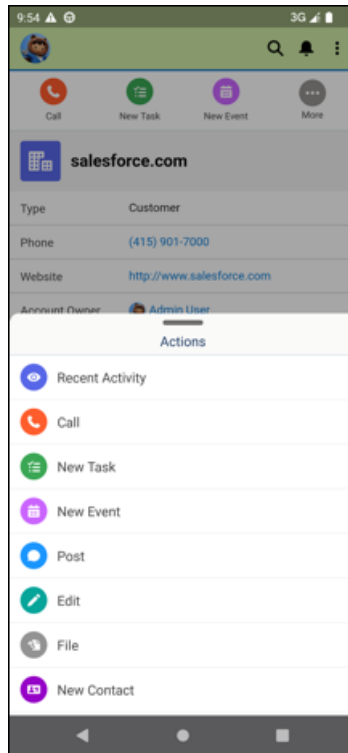 9:54 3G
Call New Task New Event More
salesforce.com
Type Customer
Phone (415) 901-7000
Website http://www.salesforce.com
Account Owner Admin User
Actions
Recent Activity
Call
New Task
New Event
Post
Edit
File
New Contact